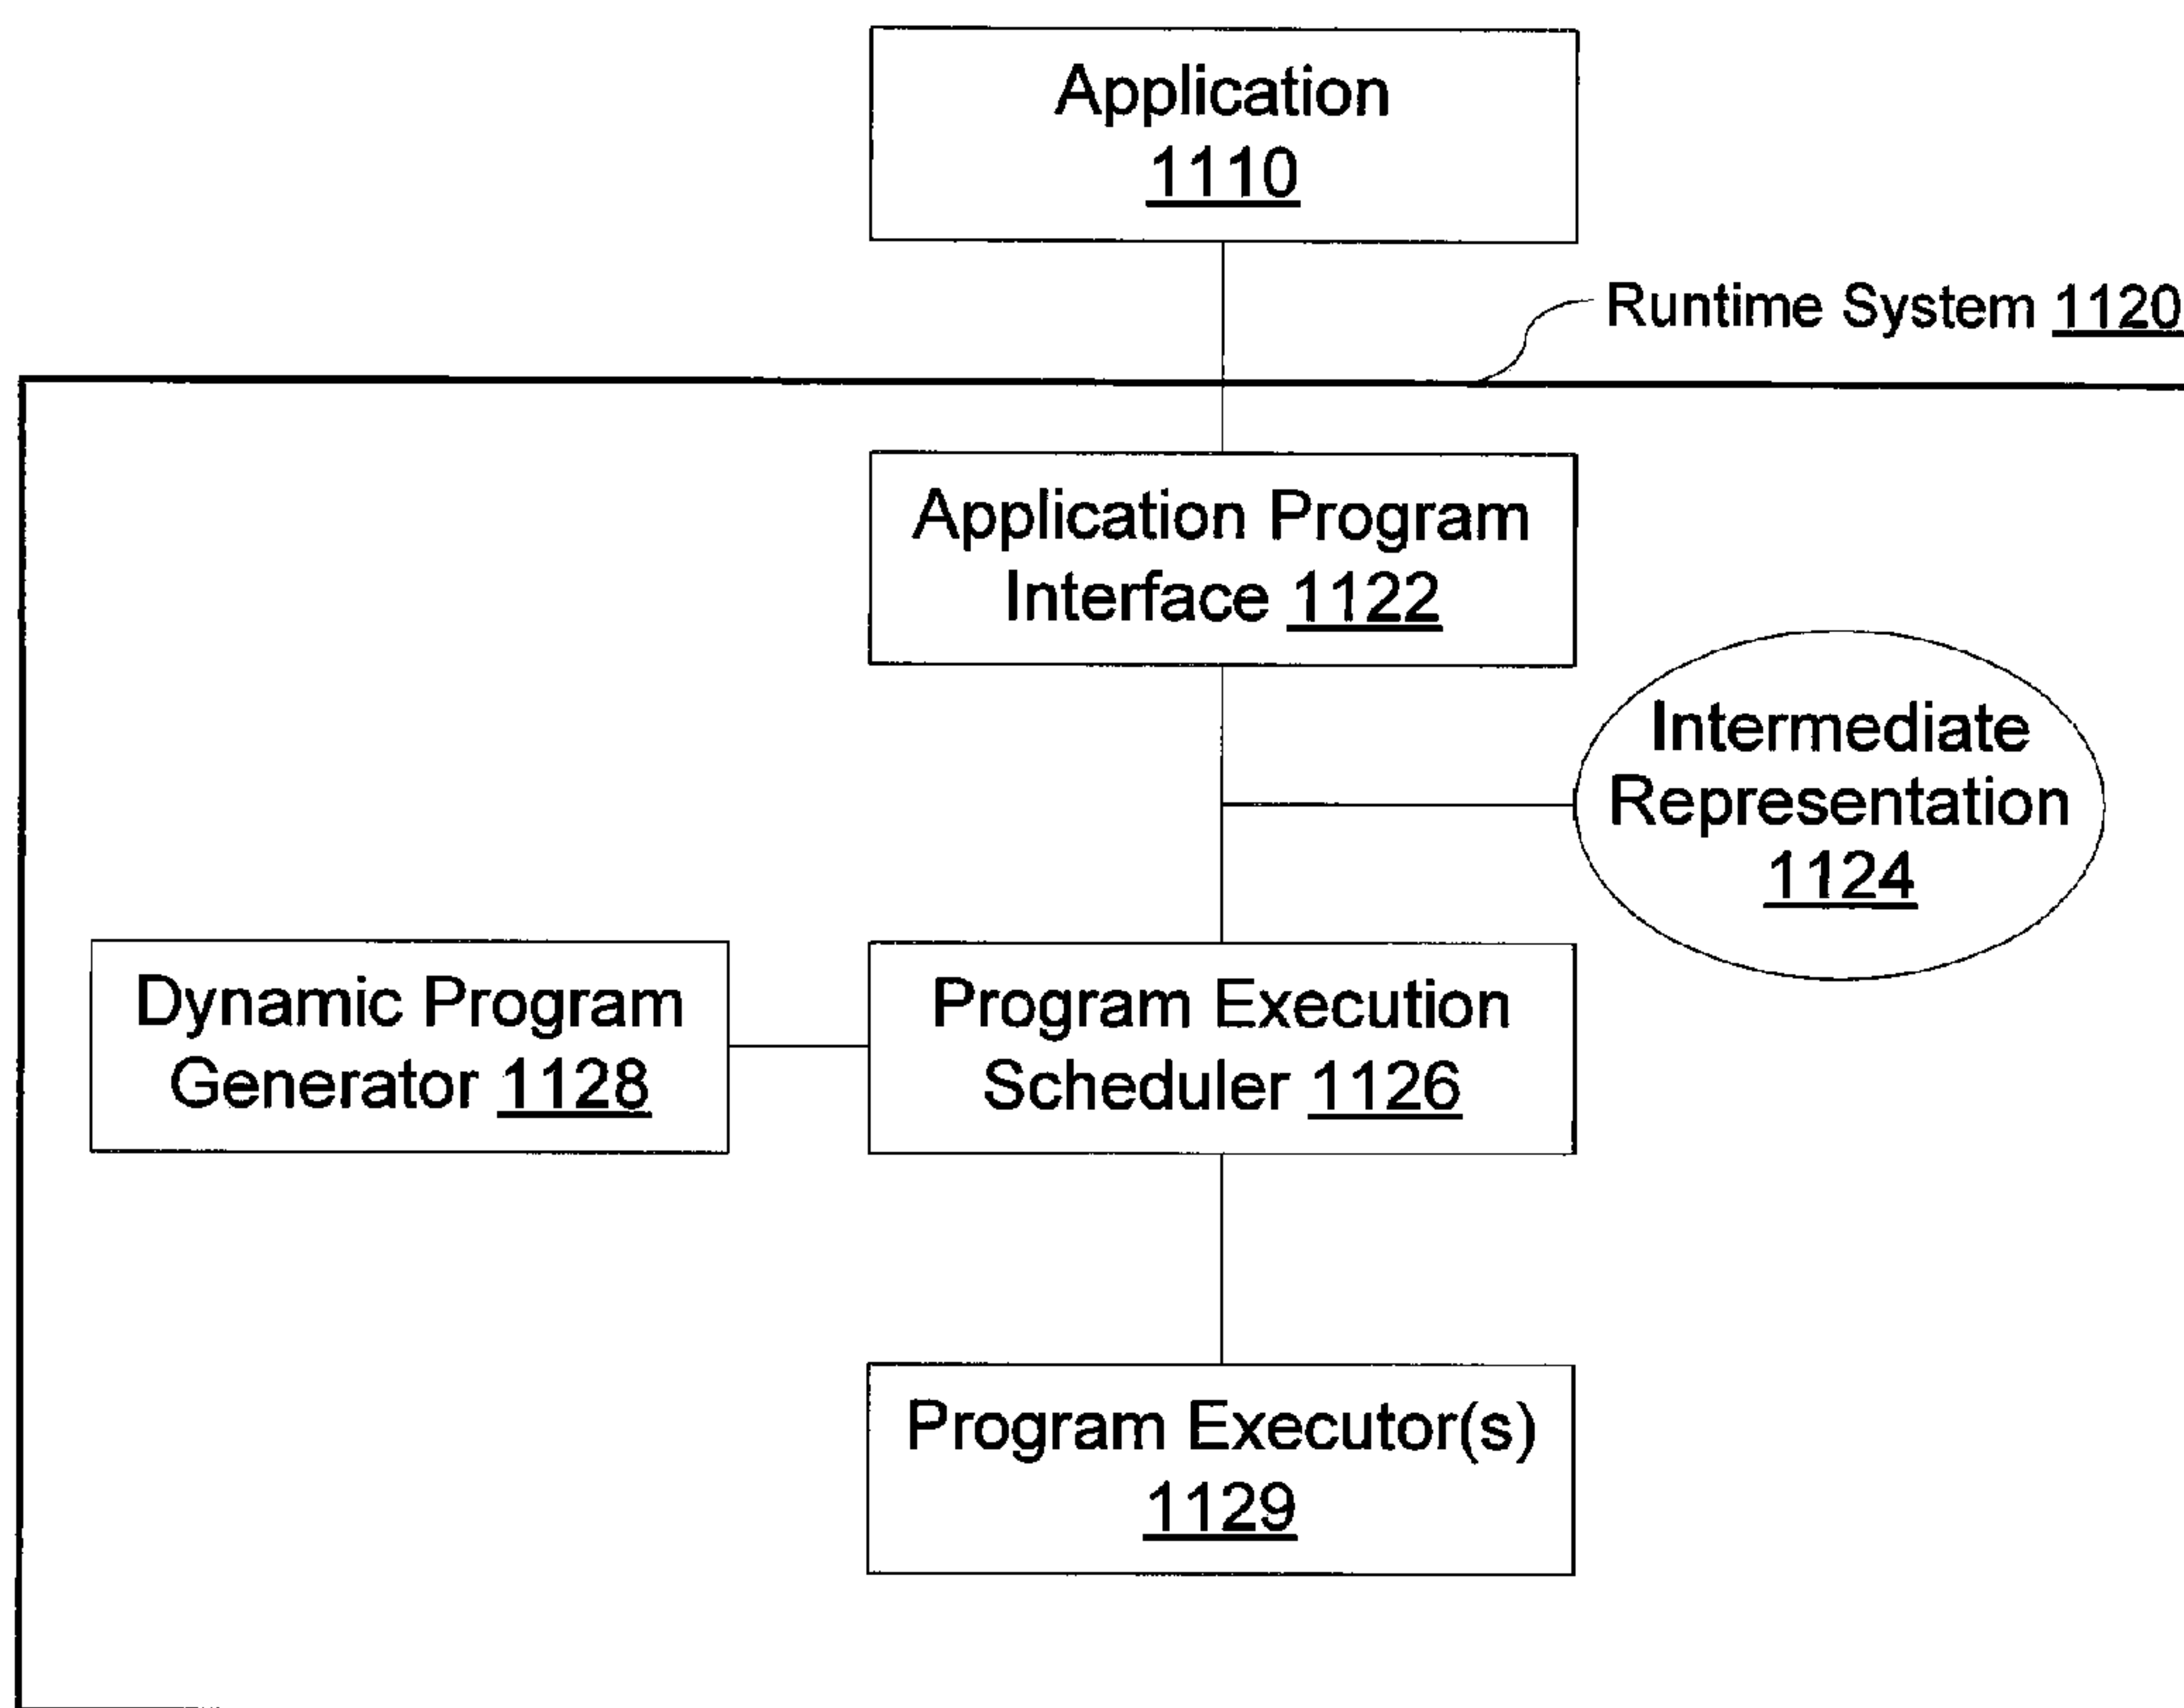 Application
1110
Runtime System 1120
Application Program
Interface 1122
Intermediate
Representation
1124
Dynamic Program
Generator 1128
Program Execution
Scheduler 1126
Program Executor(s)
1129